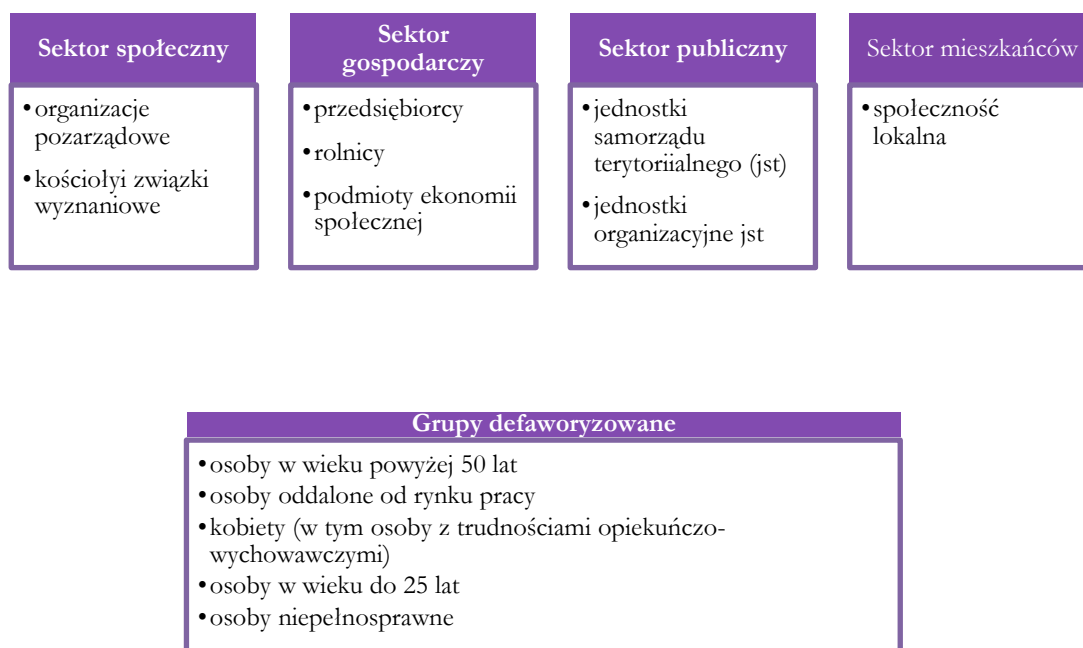 Sektor społeczny
•organizacje
pozarządowe
•kościołyi związki
wyznaniowe
Sektor
gospodarczy
•przedsiębiorcy
•rolnicy
•podmioty ekonomii
społecznej
Sektor publiczny
•jednostki
samorządu
terytoriialnego (jst)
•jednostki
organizacyjne jst
Sektor mieszkańców
•społeczność
lokalna
Grupy defaworyzowane
•osoby w wieku powyżej 50 lat
•osoby oddalone od rynku pracy
•kobiety (w tym osoby z trudnościami opiekuńczo-
wychowawczymi)
•osoby w wieku do 25 lat
•osoby niepełnosprawne